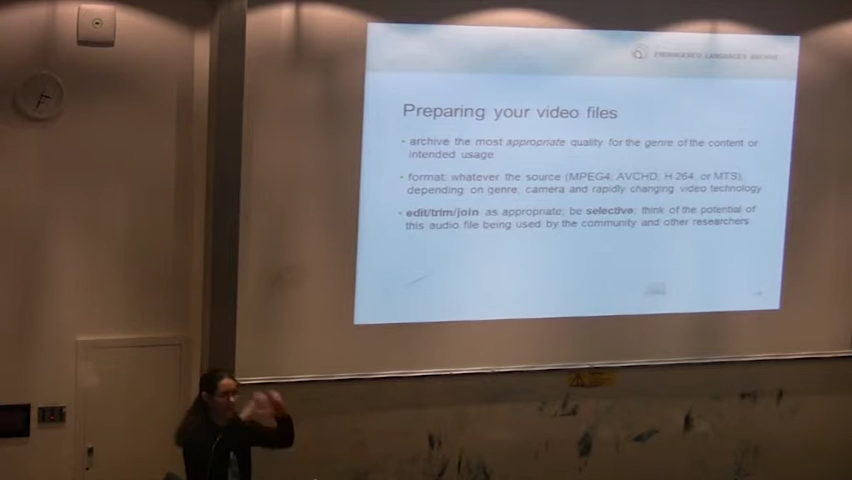 ENDANGERED LANGUAGES ARCHIVE
Preparing your video files
- archive the most appropriate quality for the genre of the content or
intended usage
- format: whatever the source (MPEG4, AVCHD, H.264, or MTS),
depending on genre, camera and rapidly changing video technology
- edit/trim/join as appropriate; be selective; think of the potential of
this audio file being used by the community and other researchers